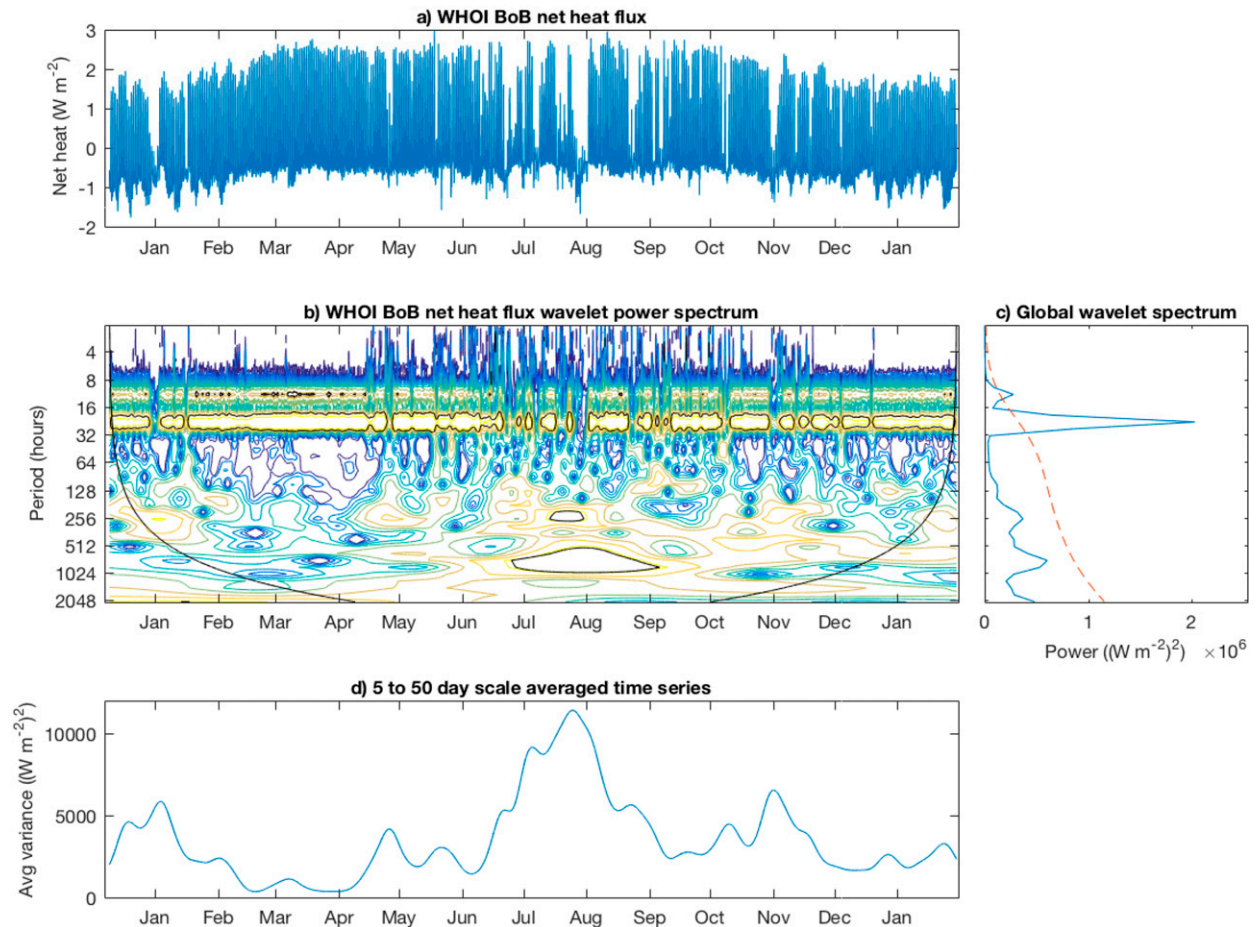 a) WHOI BoB net heat flux
Net heat (W m-2)
3
2
1
0
-1
-2
Jan Feb Mar Apr May Jun Jul Aug Sep Oct Nov Dec Jan
b) WHOI BoB net heat flux wavelet power spectrum
Period (hours)
4
8
16
32
64
128
256
512
1024
2048
Jan Feb Mar Apr May Jun Jul Aug Sep Oct Nov Dec Jan
c) Global wavelet spectrum
0 1 2
Power ((W m-2)2) ×106
d) 5 to 50 day scale averaged time series
Avg variance ((W m-2)2)
10000
5000
0
Jan Feb Mar Apr May Jun Jul Aug Sep Oct Nov Dec Jan